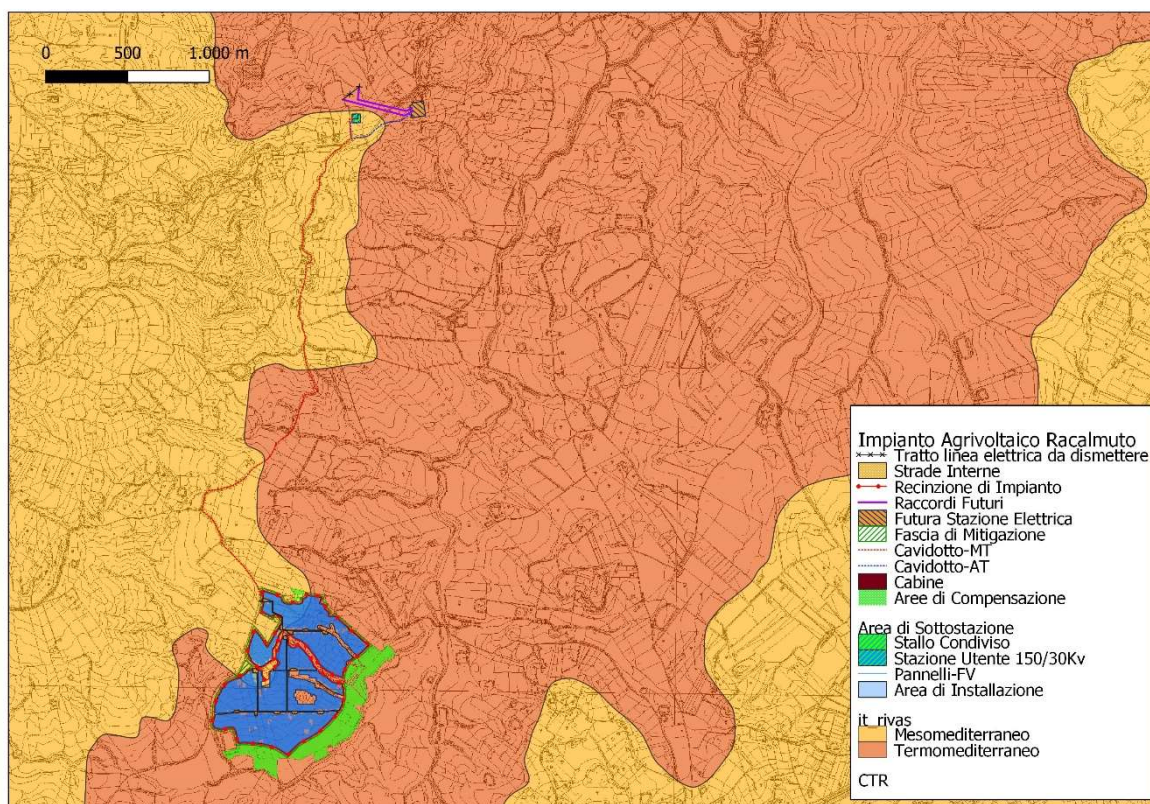 0 500 1.000 m
Impianto Agrivoltaico Racalmuto
Tratto linea elettrica da dismettere
Strade Interne
Recinzione di Impianto
Raccordi Futuri
Futura Stazione Elettrica
Fascia di Mitigazione
Cavidotto-MT
Cavidotto-AT
Cabine
Aree di Compensazione
Area di Sottostazione
Stallo Condiviso
Stazione Utente 150/30Kv
Pannelli-FV
Area di Installazione
it_rivas
Mesomediterraneo
Termomediterraneo
CTR